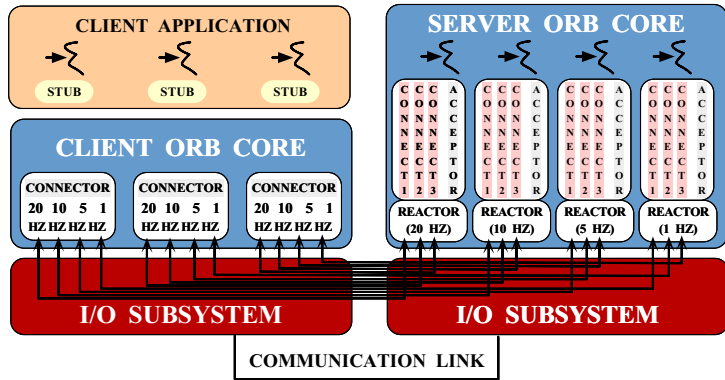 CLIENT APPLICATION
STUB
STUB
STUB
CLIENT ORB CORE
CONNECTOR
20 10 5 1
HZ HZ HZ HZ
CONNECTOR
20 10 5 1
HZ HZ HZ HZ
CONNECTOR
20 10 5 1
HZ HZ HZ HZ
I/O SUBSYSTEM
SERVER ORB CORE
CONNECT1
CONNECT2
CONNECT3
ACCEPTOR
REACTOR
(20 HZ)
CONNECT1
CONNECT2
CONNECT3
ACCEPTOR
REACTOR
(10 HZ)
CONNECT1
CONNECT2
CONNECT3
ACCEPTOR
REACTOR
(5 HZ)
CONNECT1
CONNECT2
CONNECT3
ACCEPTOR
REACTOR
(1 HZ)
I/O SUBSYSTEM
COMMUNICATION LINK